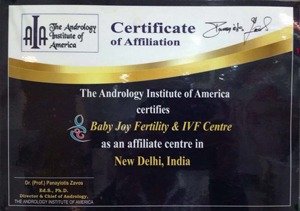 AIA
The Andrology
Institute of
America
Certificate
of Affiliation
The Andrology Institute of America
certifies
Baby Joy Fertility & IVF Centre
as an affiliate centre in
New Delhi, India
Dr. (Prof.) Panayiotis Zavos
Ed.S., Ph.D.
Director & Chief of Andrology,
THE ANDROLOGY INSTITUTE OF AMERICA